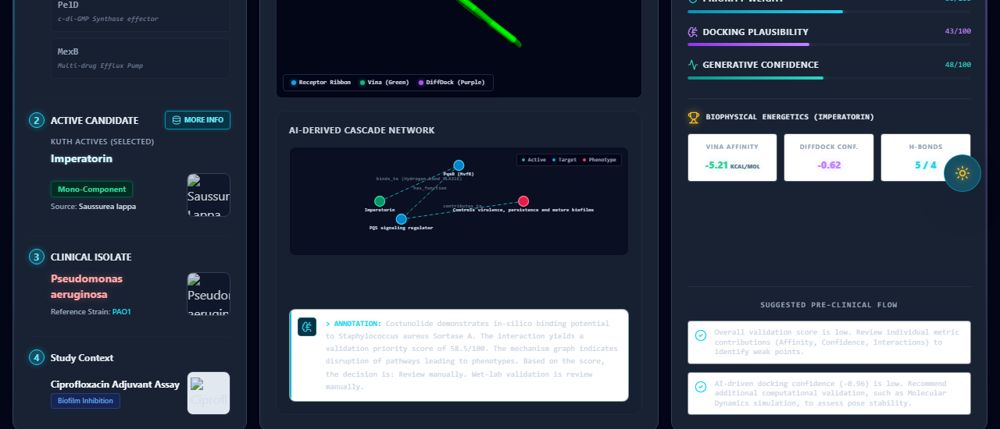 PelD
c-di-GMP Synthase effector
MexB
Multi-drug Efflux Pump
2 ACTIVE CANDIDATE MORE INFO
KUTH ACTIVES (SELECTED)
Imperatorin
Mono-Component
Source: Saussurea lappa
Saussur
Lappa
3 CLINICAL ISOLATE
Pseudomonas
aeruginosa
Reference Strain: PAO1
Pseudo
aerugin
4 Study Context
Ciprofloxacin Adjuvant Assay
Biofilm Inhibition
Ciprofl
Receptor Ribbon Vina (Green) DiffDock (Purple)
AI-DERIVED CASCADE NETWORK
Active Target Phenotype
PqsR (MvfR)
binds_to (Hydrogen-bond ALA316)
has_function
contributes_to
Imperatorin
Controls virulence, persistence and mature biofilms
PQS signaling regulator
> ANNOTATION: Costunolide demonstrates in-silico binding potential
to Staphylococcus aureus Sortase A. The interaction yields a
validation priority score of 58.5/100. The mechanism graph indicates
disruption of pathways leading to phenotypes. Based on the score,
the decision is: Review manually. Wet-lab validation is review
manually.
PRIORITY WEIGHT
DOCKING PLAUSIBILITY 43/100
GENERATIVE CONFIDENCE 48/100
BIOPHYSICAL ENERGETICS (IMPERATORIN)
VINA AFFINITY
-5.21 KCAL/MOL
DIFFDOCK CONF.
-0.62
H-BONDS
5 / 4
SUGGESTED PRE-CLINICAL FLOW
Overall validation score is low. Review individual metric
contributions (Affinity, Confidence, Interactions) to
identify weak points.
AI-driven docking confidence (-0.96) is low. Recommend
additional computational validation, such as Molecular
Dynamics simulation, to assess pose stability.